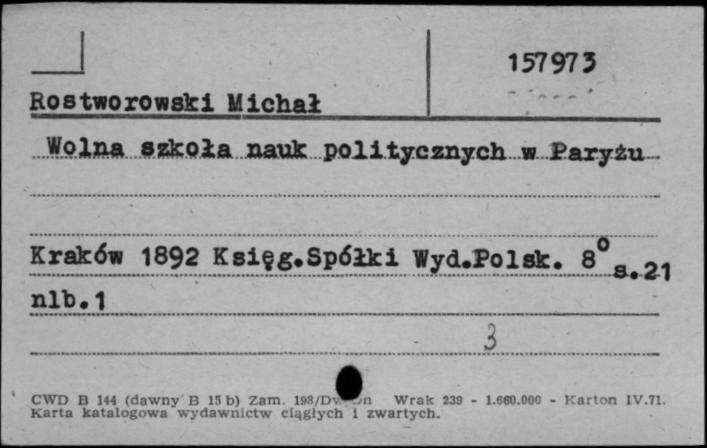 157973
Rostworowski Michał
Wolna szkoła nauk politycznych w Paryżu
Kraków 1892 Księg.Spółki Wyd.Polsk. 8° s.21
nlb.1
3
CWD B 144 (dawny B 15 b) Zam. Wrak 239 - 1.660.000 - Karton IV.71.
Karta katalogowa wydawnictw ciągłych i zwartych.